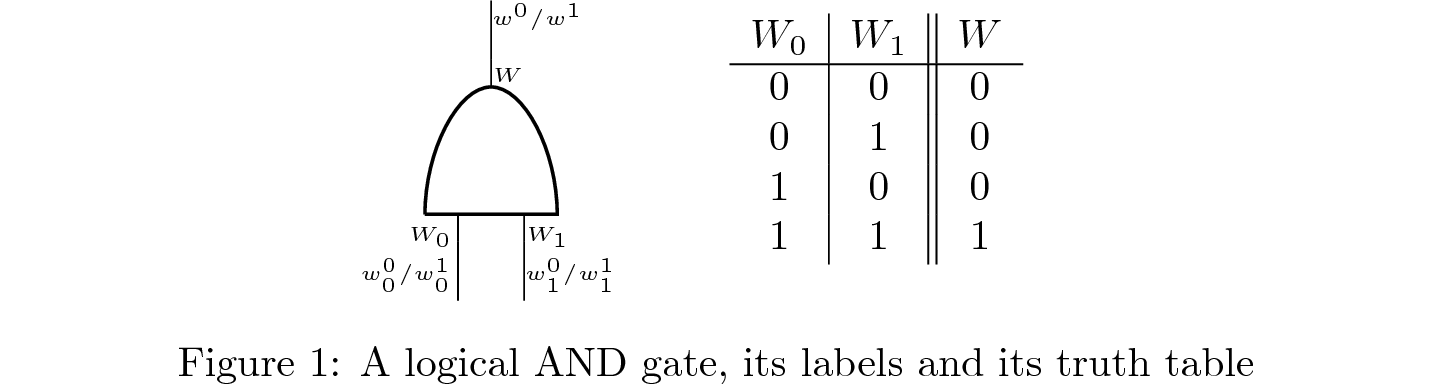 w^0/w^1
W
W_0 W_1
w_0^0/w_0^1 w_1^0/w_1^1
W_0 W_1 W
0 0 0
0 1 0
1 0 0
1 1 1
Figure 1: A logical AND gate, its labels and its truth table